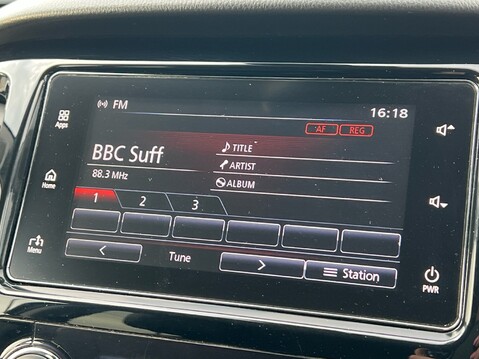 FM
16:18
AF REG
Apps
BBC Suff
88.3 MHz
TITLE
ARTIST
ALBUM
Home
1 2 3
Menu
< Tune > Station
PWR